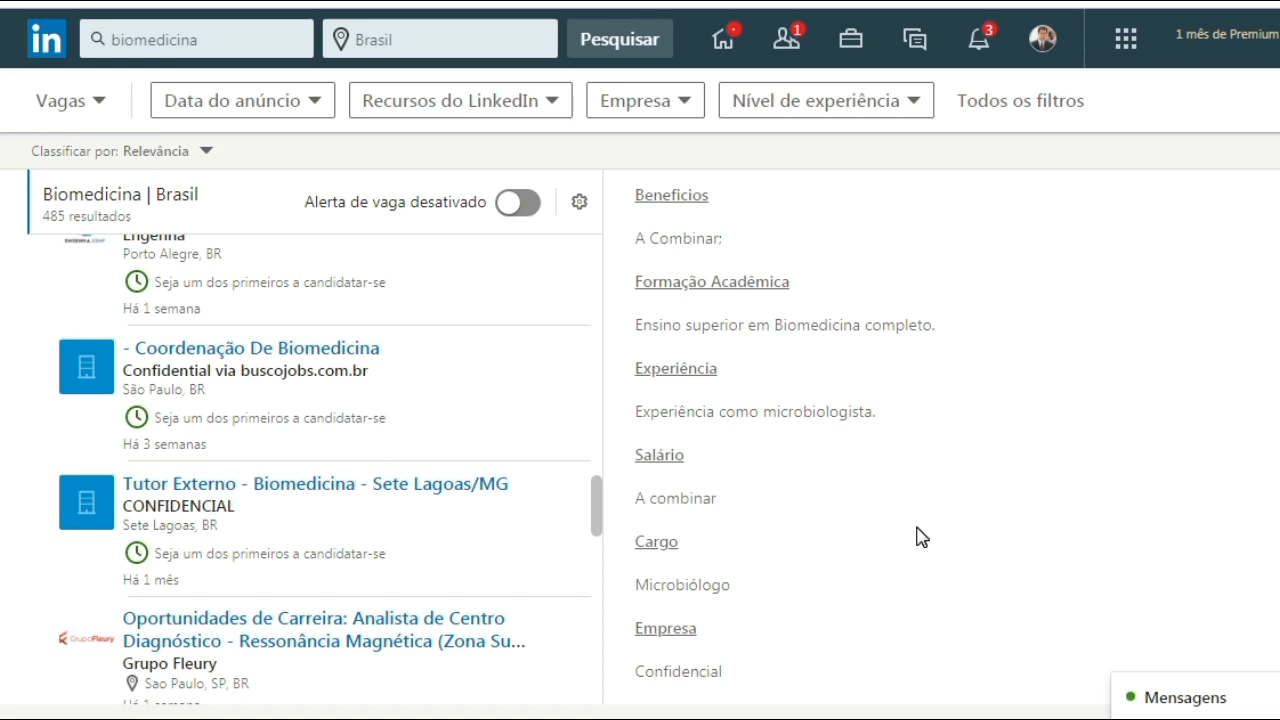 in
biomedicina
Brasil
Pesquisar
1
3
1 mês de Premium
Vagas
Data do anúncio
Recursos do LinkedIn
Empresa
Nível de experiência
Todos os filtros
Classificar por: Relevância
Biomedicina | Brasil
485 resultados
Alerta de vaga desativado
Engenha
Porto Alegre, BR
Seja um dos primeiros a candidatar-se
Há 1 semana
- Coordenação De Biomedicina
Confidential via buscojobs.com.br
São Paulo, BR
Seja um dos primeiros a candidatar-se
Há 3 semanas
Tutor Externo - Biomedicina - Sete Lagoas/MG
CONFIDENCIAL
Sete Lagoas, BR
Seja um dos primeiros a candidatar-se
Há 1 mês
GrupoFleury
Oportunidades de Carreira: Analista de Centro
Diagnóstico - Ressonância Magnética (Zona Su...
Grupo Fleury
Sao Paulo, SP, BR
Há 1 semana
Beneficios
A Combinar;
Formação Acadêmica
Ensino superior em Biomedicina completo.
Experiência
Experiência como microbiologista.
Salário
A combinar
Cargo
Microbiólogo
Empresa
Confidencial
Mensagens